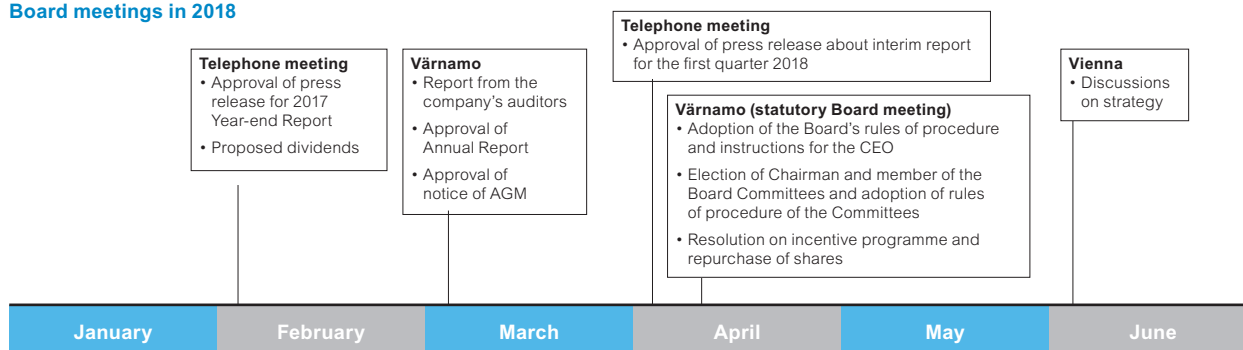 Board meetings in 2018
Telephone meeting
• Approval of press
release for 2017
Year-end Report
• Proposed dividends
Värnamo
• Report from the
company's auditors
• Approval of
Annual Report
• Approval of
notice of AGM
Telephone meeting
• Approval of press release about interim report
for the first quarter 2018
Värnamo (statutory Board meeting)
• Adoption of the Board's rules of procedure
and instructions for the CEO
• Election of Chairman and member of the
Board Committees and adoption of rules
of procedure of the Committees
• Resolution on incentive programme and
repurchase of shares
Vienna
• Discussions
on strategy
January
February
March
April
May
June